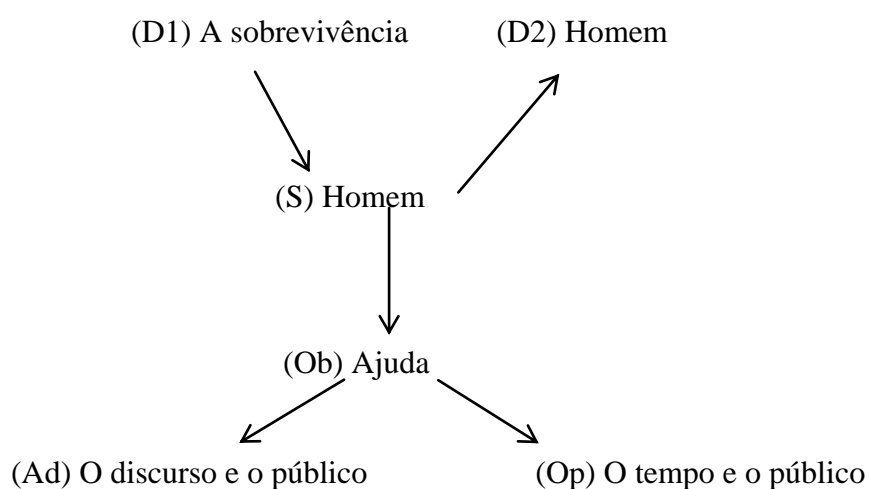 (D1) A sobrevivência (D2) Homem
(S) Homem
(Ob) Ajuda
(Ad) O discurso e o público (Op) O tempo e o público